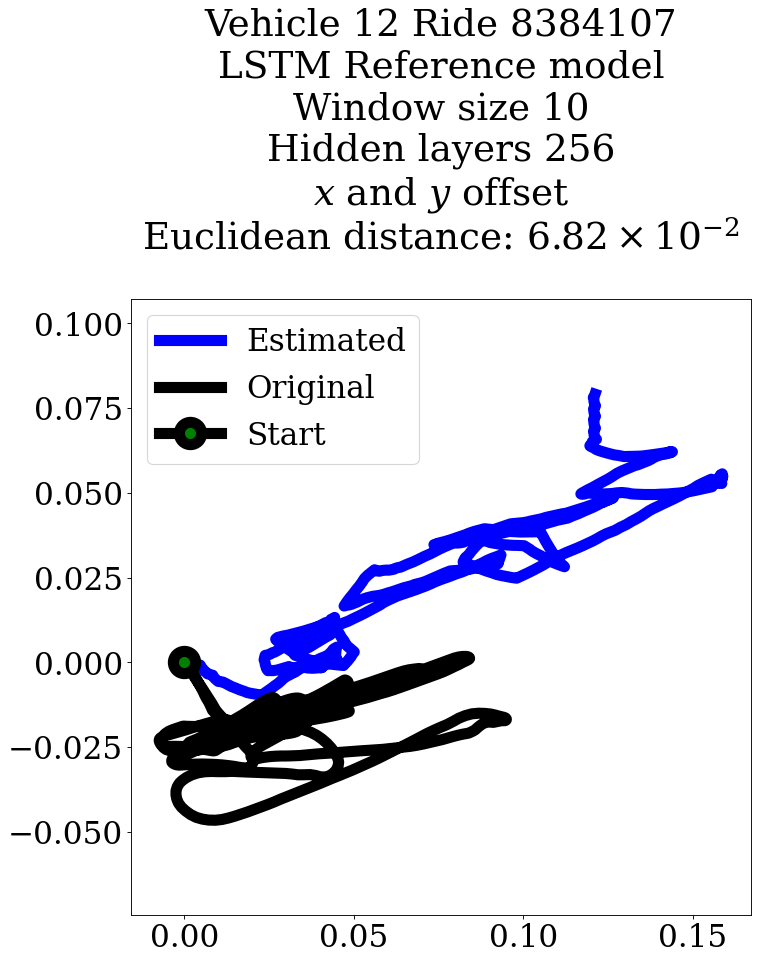 Vehicle 12 Ride 8384107
LSTM Reference model
Window size 10
Hidden layers 256
x and y offset
Euclidean distance: 6.82 × 10⁻²
Estimated
Original
Start
0.100
0.075
0.050
0.025
0.000
−0.025
−0.050
0.00 0.05 0.10 0.15